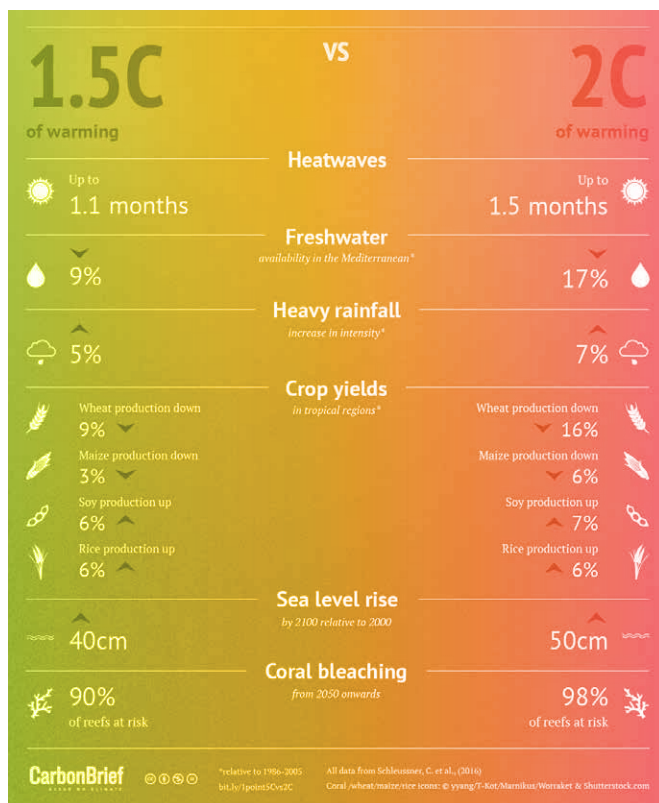 1.5C
VS
2C
of warming
of warming
Heatwaves
Up to
1.1 months
Up to
1.5 months
Freshwater
availability in the Mediterranean*
9%
17%
Heavy rainfall
increase in intensity*
5%
7%
Crop yields
in tropical regions*
Wheat production down
9%
Wheat production down
16%
Maize production down
3%
Maize production down
6%
Soy production up
6%
Soy production up
7%
Rice production up
6%
Rice production up
6%
Sea level rise
by 2100 relative to 2000
40cm
50cm
Coral bleaching
from 2050 onwards
90%
of reefs at risk
98%
of reefs at risk
CarbonBrief
CLEAR ON CLIMATE
*relative to 1986-2005
bit.ly/1point5Cvs2C
All data from Schleussner, C. et al., (2016)
Coral /wheat/maize/rice icons: © yyang/T-Kot/Marnikus/Worraket & Shutterstock.com